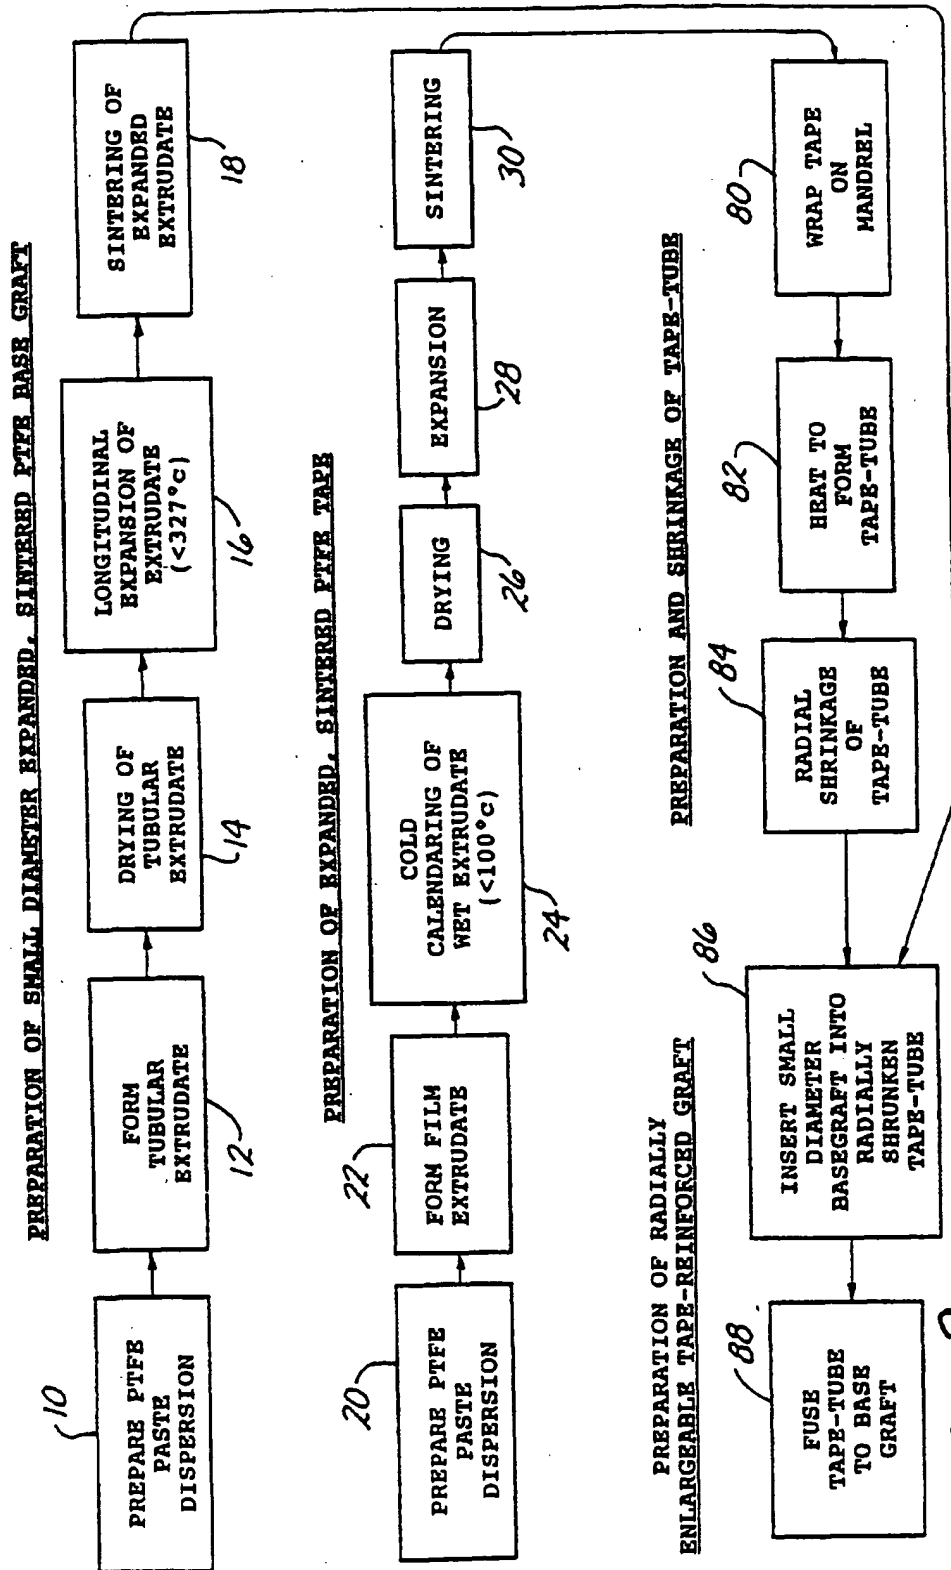 PREPARATION OF SMALL DIAMETER EXPANDED, SINTERED PTFE BASE GRAFT
10
PREPARE PTFE
PASTE
DISPERSION
FORM
TUBULAR
EXTRUDATE
12
DRYING OF
TUBULAR
EXTRUDATE
14
LONGITUDINAL
EXPANSION OF
EXTRUDATE
(<327°C)
16
SINTERING OF
EXPANDED
EXTRUDATE
18
PREPARATION OF EXPANDED, SINTERED PTFE TAPE
20
PREPARE PTFE
PASTE
DISPERSION
22
FORM FILM
EXTRUDATE
COLD
CALENDARING OF
WET EXTRUDATE
(<100°C)
24
DRYING
26
EXPANSION
28
SINTERING
30
PREPARATION AND SHRINKAGE OF TAPE-TUBE
80
WRAP TAPE
ON
MANDREL
82
HEAT TO
FORM
TAPE-TUBE
84
RADIAL
SHRINKAGE
OF
TAPE-TUBE
PREPARATION OF RADIALLY
ENLARGEABLE TAPE-REINFORCED GRAFT
86
INSERT SMALL
DIAMETER
BASEGRAFT INTO
RADIALLY
SHRUNKEN
TAPE-TUBE
88
FUSE
TAPE-TUBE
TO BASE
GRAFT